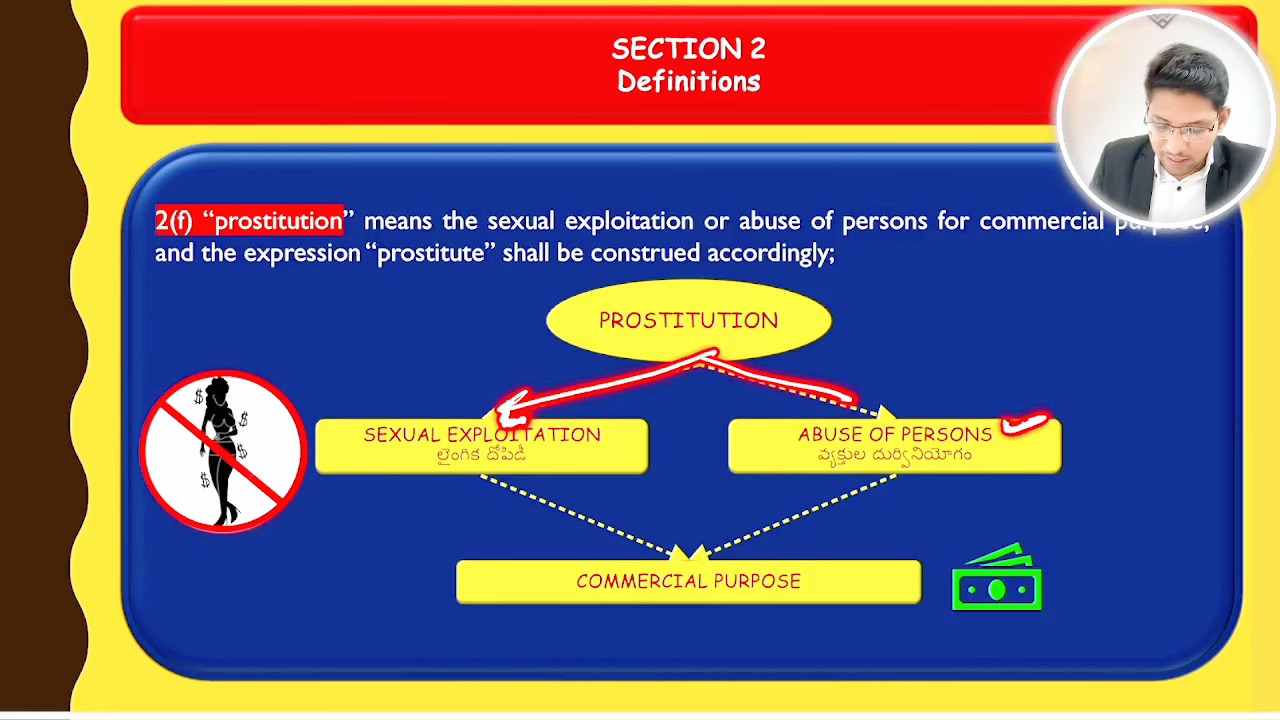 SECTION 2
Definitions
2(f) “prostitution” means the sexual exploitation or abuse of persons for commercial
and the expression “prostitute” shall be construed accordingly;
PROSTITUTION
SEXUAL EXPLOITATION
లైంగిక దోపిడీ
ABUSE OF PERSONS
వ్యక్తుల దుర్వినియోగం
COMMERCIAL PURPOSE
$
$
$
$